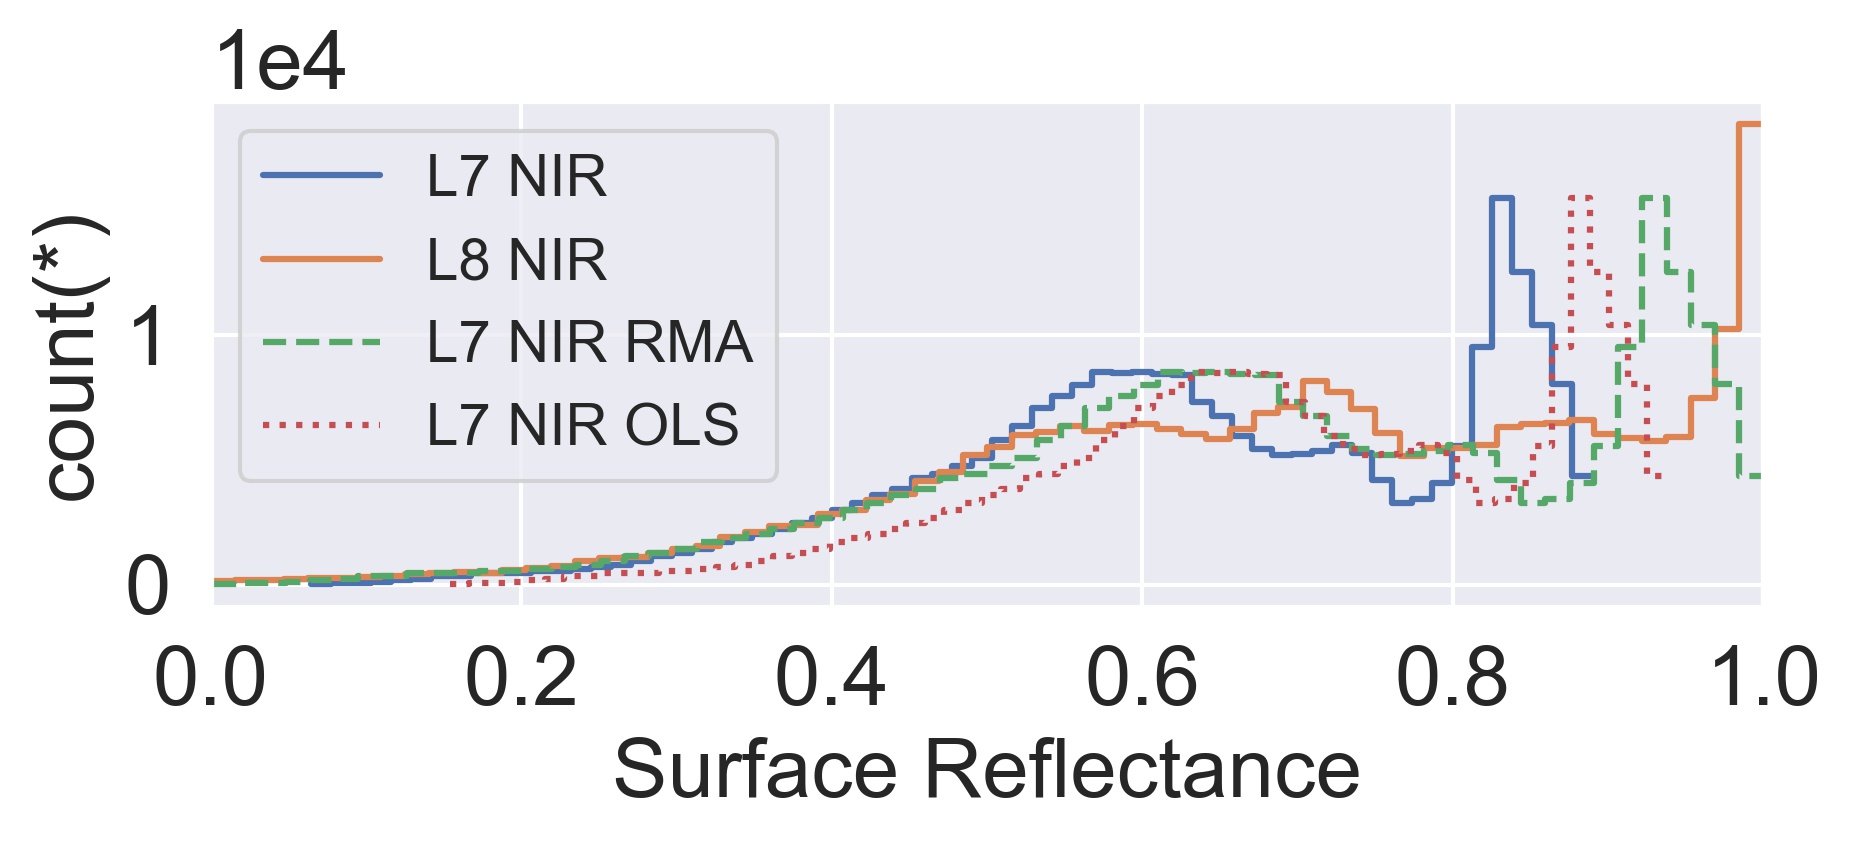 1e4
count(*)
1
0
L7 NIR
L8 NIR
L7 NIR RMA
L7 NIR OLS
0.0 0.2 0.4 0.6 0.8 1.0
Surface Reflectance